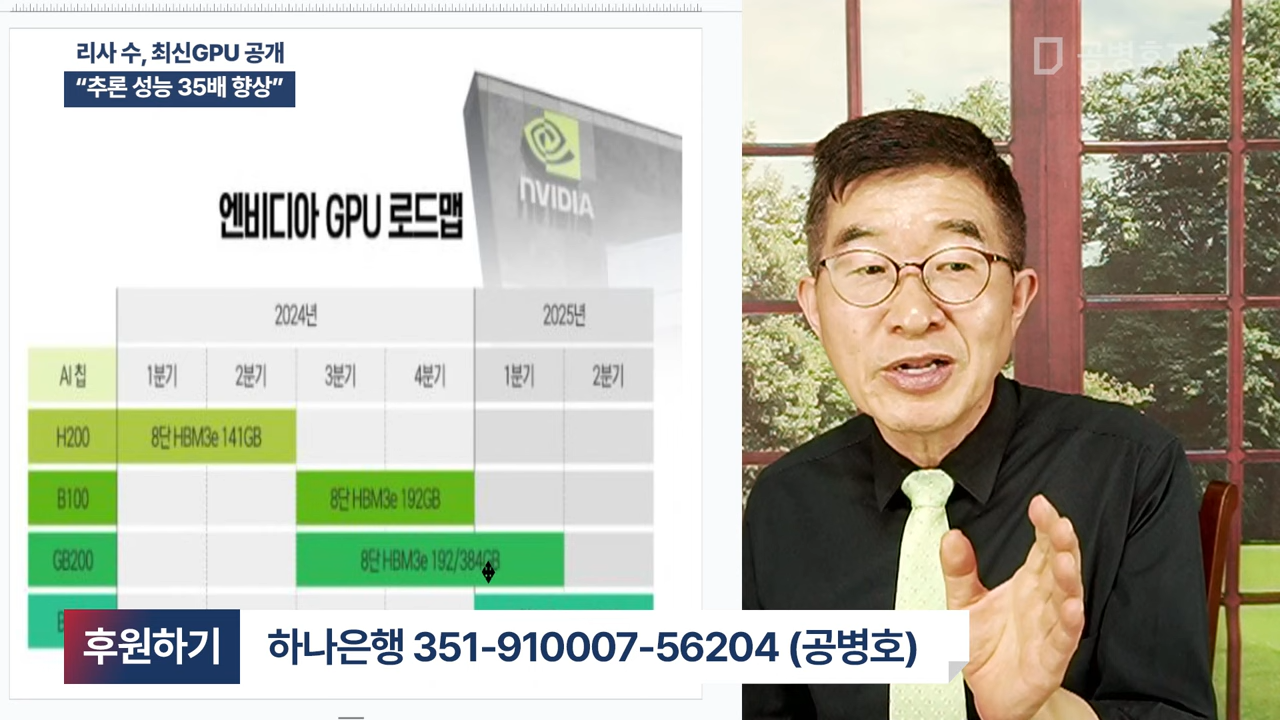 리사 수, 최신GPU 공개
“추론 성능 35배 향상”
공병호
NVIDIA
엔비디아 GPU 로드맵
2024년 2025년
AI 칩 1분기 2분기 3분기 4분기 1분기 2분기
H200 8단 HBM3e 141GB
B100 8단 HBM3e 192GB
GB200 8단 HBM3e 192/384GB
후원하기 하나은행 351-910007-56204 (공병호)